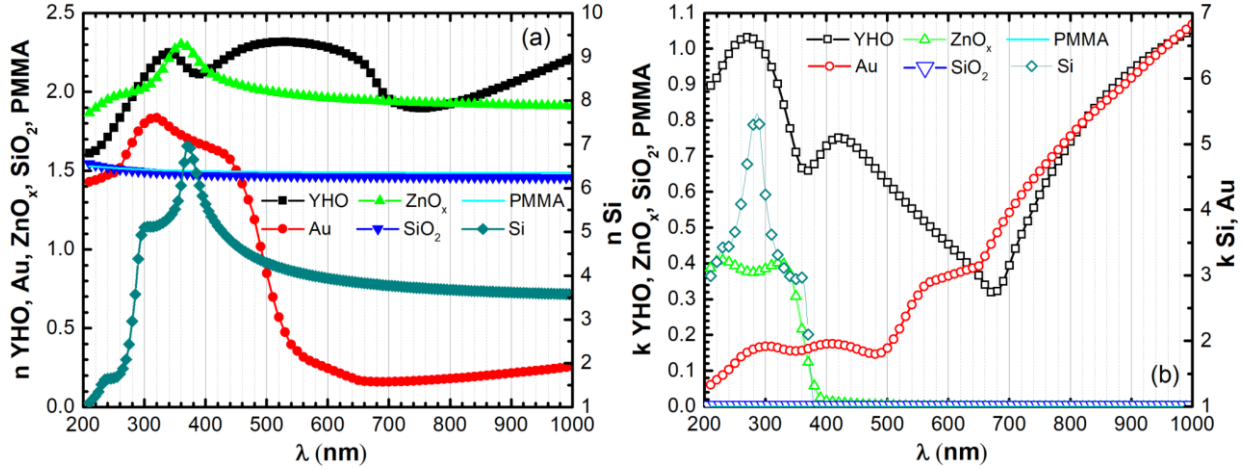 (a)
n YHO, Au, ZnOₓ, SiO₂, PMMA
2.5
2.0
1.5
1.0
0.5
0.0
YHO ZnOₓ PMMA
Au SiO₂ Si
10
9
8
7
6
5
4
3
2
1
n Si
200 300 400 500 600 700 800 900 1000
λ (nm)
k YHO, ZnOₓ, SiO₂, PMMA
1.1
1.0
0.9
0.8
0.7
0.6
0.5
0.4
0.3
0.2
0.1
0.0
YHO ZnOₓ PMMA
Au SiO₂ Si
7
6
5
4
3
2
1
k Si, Au
(b)
200 300 400 500 600 700 800 900 1000
λ (nm)